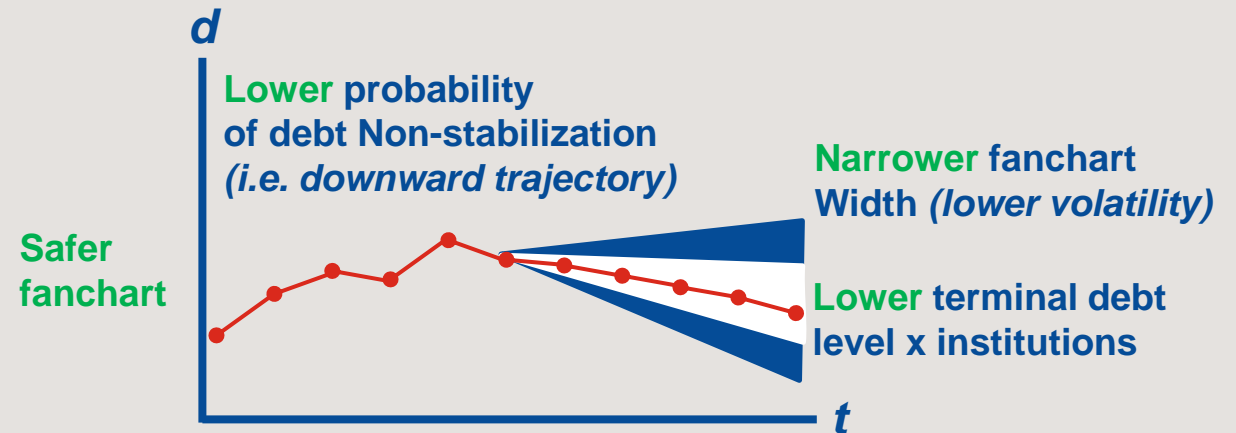 d
Lower probability
of debt Non-stabilization
(i.e. downward trajectory)
Narrower fanchart
Width (lower volatility)
Safer
fanchart
Lower terminal debt
level x institutions
t